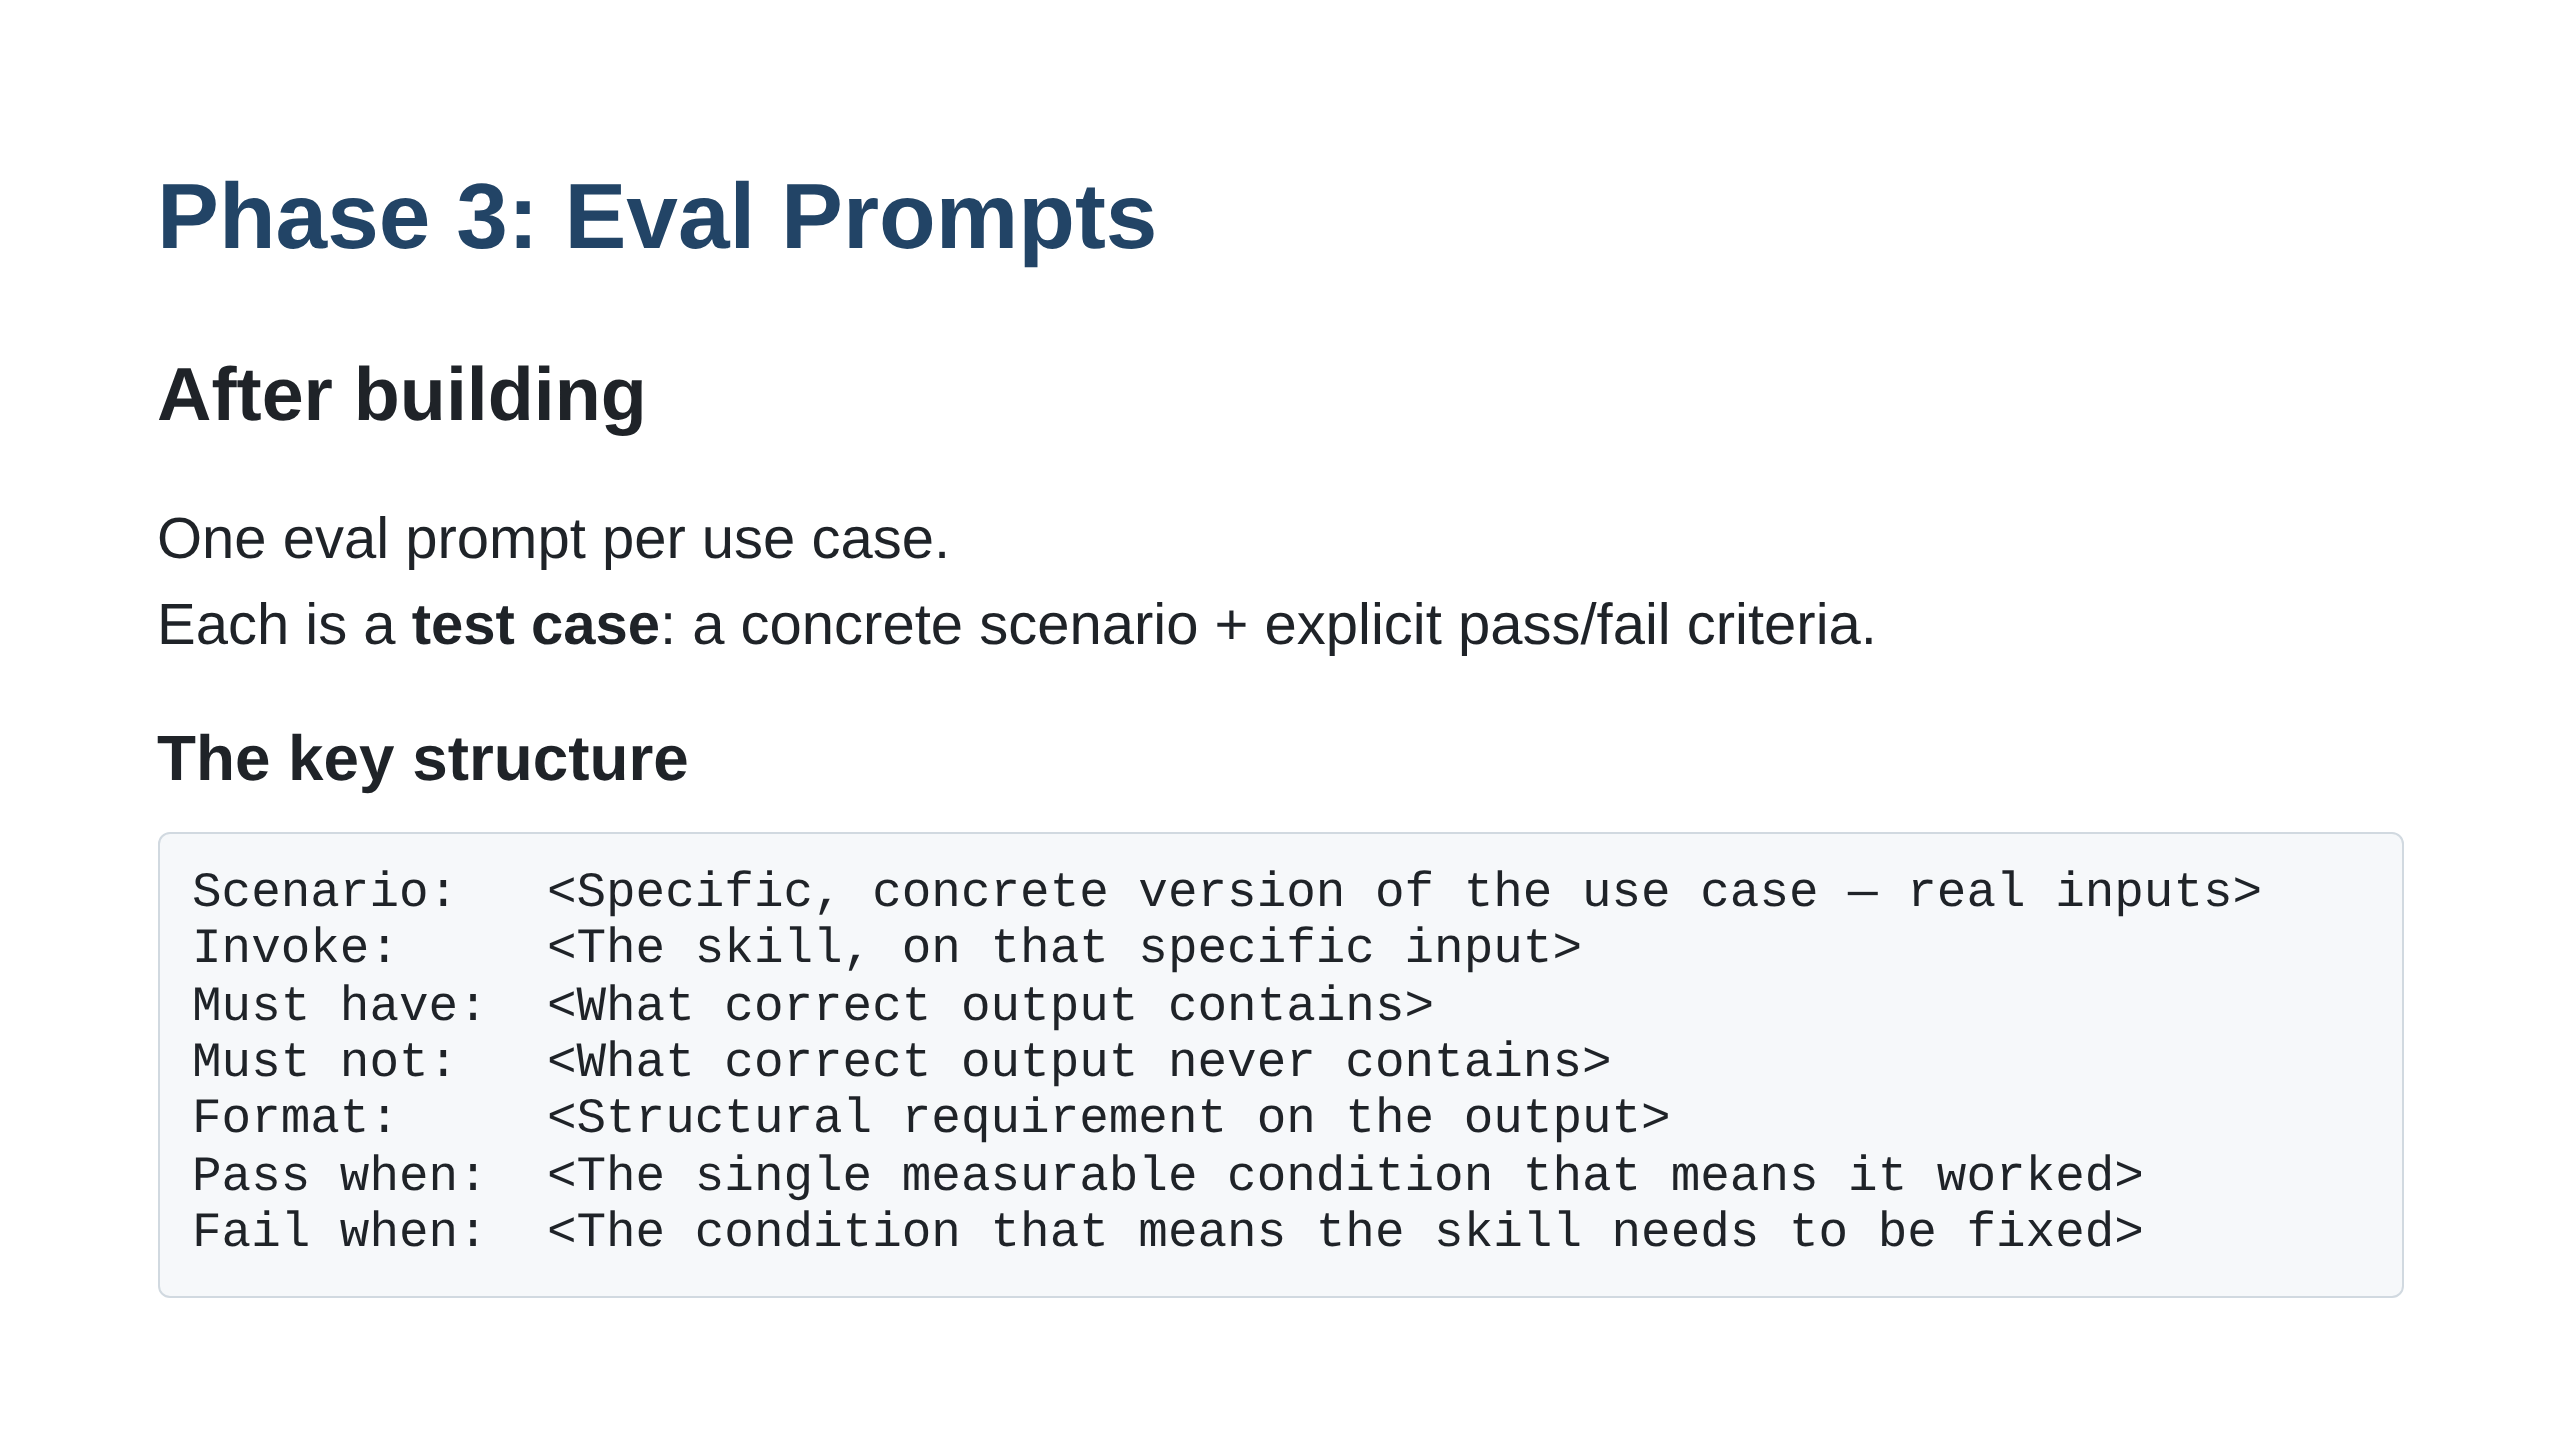 Phase 3: Eval Prompts
After building
One eval prompt per use case.
Each is a test case: a concrete scenario + explicit pass/fail criteria.
The key structure
Scenario:   <Specific, concrete version of the use case — real inputs>
Invoke:     <The skill, on that specific input>
Must have:  <What correct output contains>
Must not:   <What correct output never contains>
Format:     <Structural requirement on the output>
Pass when:  <The single measurable condition that means it worked>
Fail when:  <The condition that means the skill needs to be fixed>